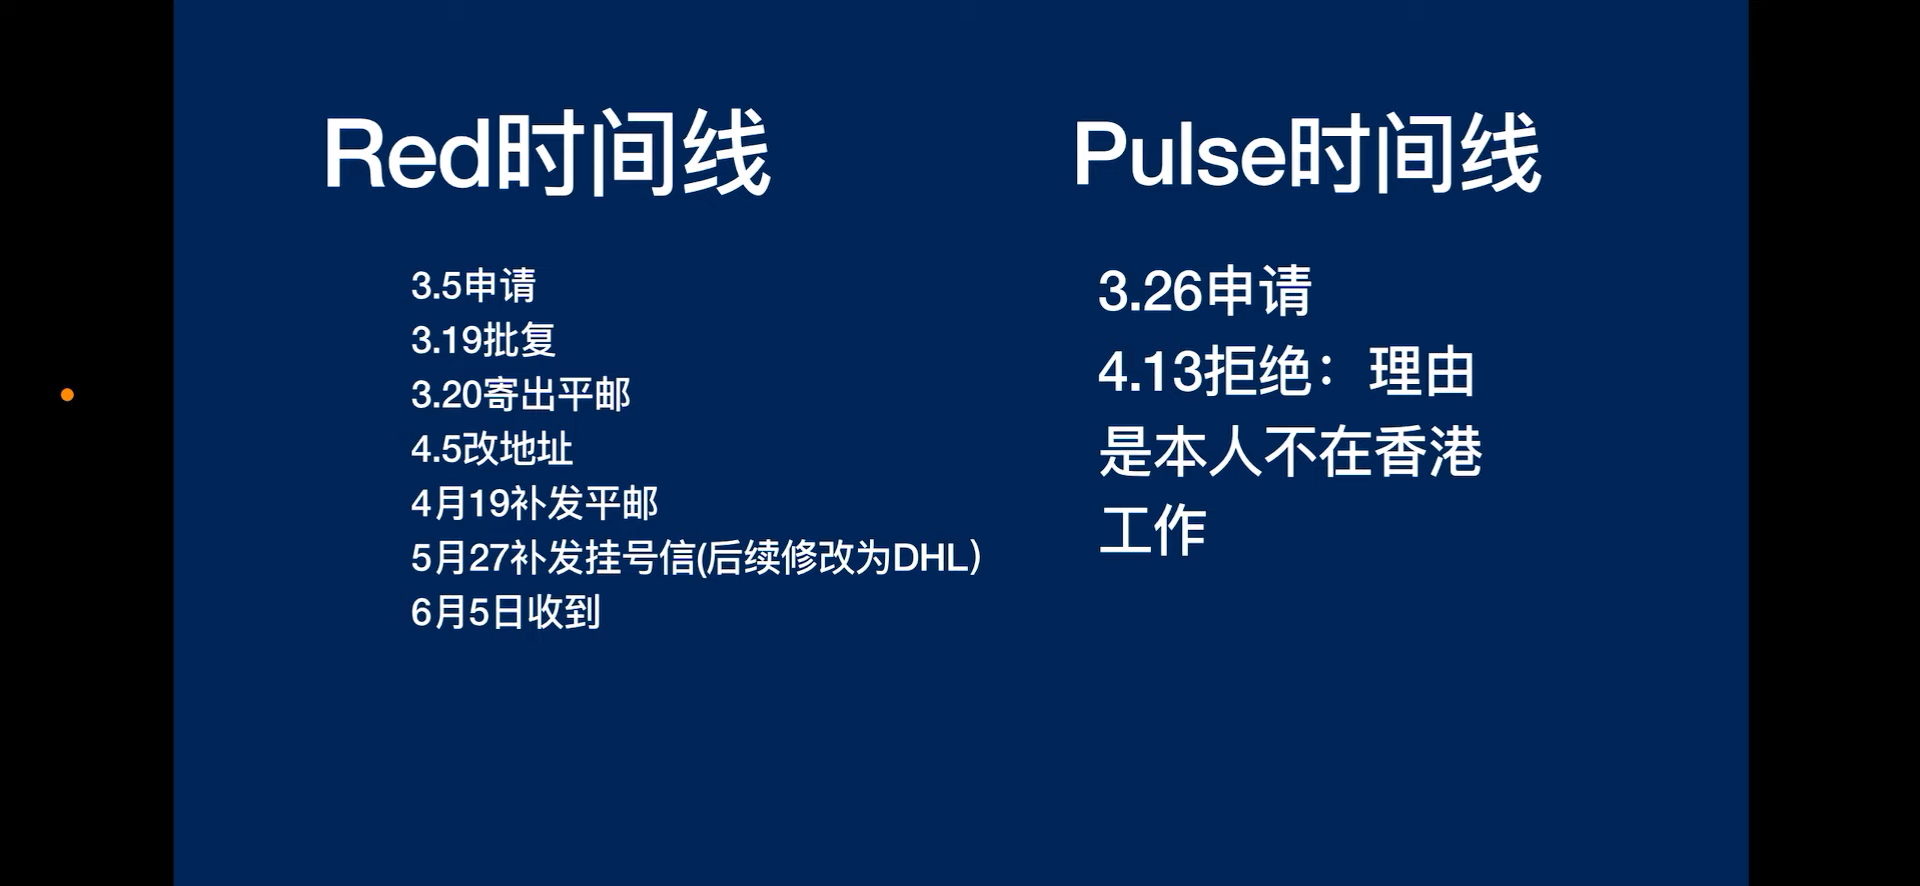 Red时间线
3.5申请
3.19批复
3.20寄出平邮
4.5改地址
4月19补发平邮
5月27补发挂号信(后续修改为DHL）
6月5日收到
Pulse时间线
3.26申请
4.13拒绝：理由
是本人不在香港
工作